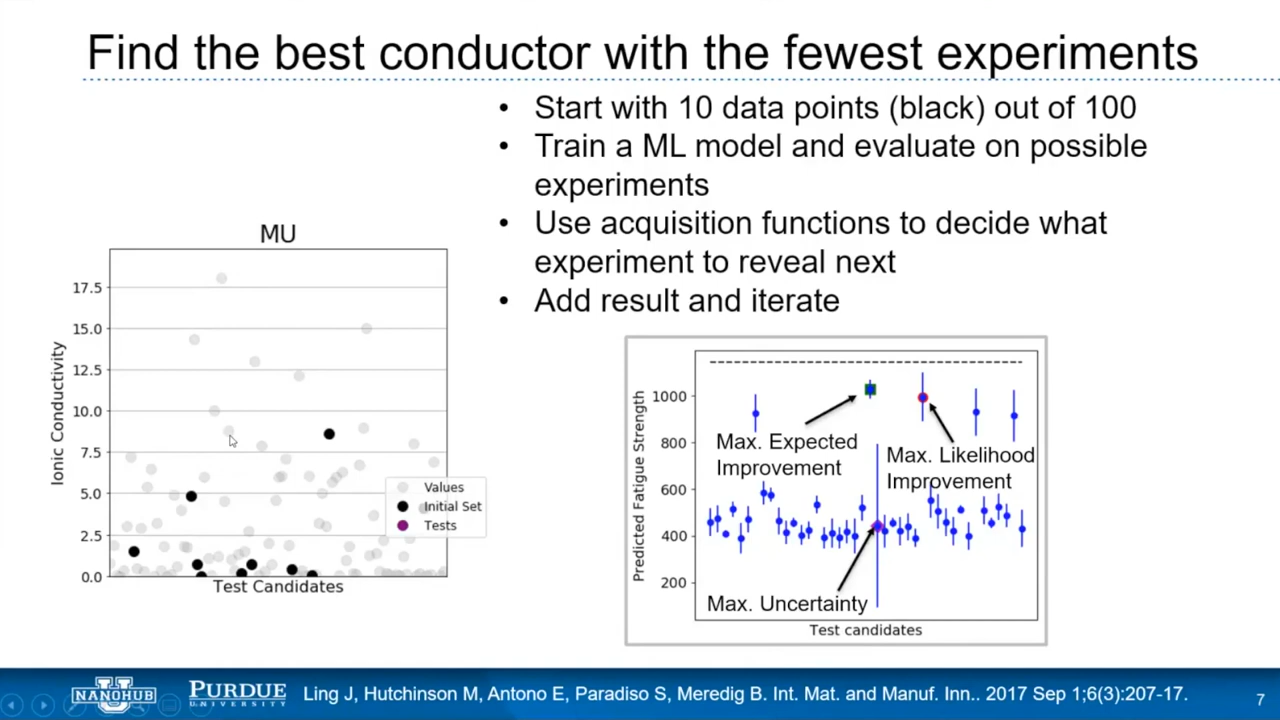 Find the best conductor with the fewest experiments
• Start with 10 data points (black) out of 100
• Train a ML model and evaluate on possible
experiments
• Use acquisition functions to decide what
experiment to reveal next
• Add result and iterate
MU
Ionic Conductivity
17.5
15.0
12.5
10.0
7.5
5.0
2.5
0.0
Values
Initial Set
Tests
Test Candidates
Predicted Fatigue Strength
1000
800
600
400
200
Max. Expected
Improvement
Max. Likelihood
Improvement
Max. Uncertainty
Test candidates
NANOHUB
PURDUE
UNIVERSITY
Ling J, Hutchinson M, Antono E, Paradiso S, Meredig B. Int. Mat. and Manuf. Inn.. 2017 Sep 1;6(3):207-17.
7